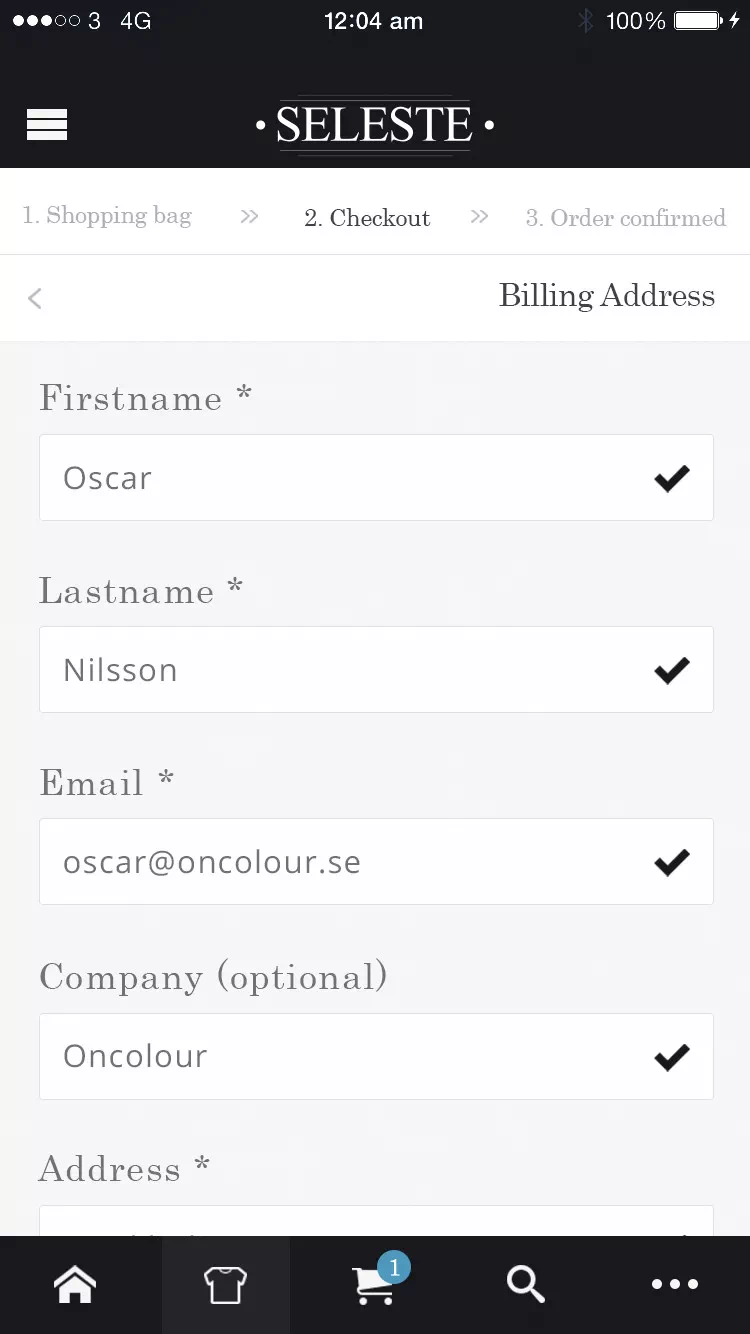 3 4G 12:04 am 100%
• SELESTE •
1. Shopping bag » 2. Checkout » 3. Order confirmed
< Billing Address
Firstname *
Oscar
Lastname *
Nilsson
Email *
oscar@oncolour.se
Company (optional)
Oncolour
Address *
1